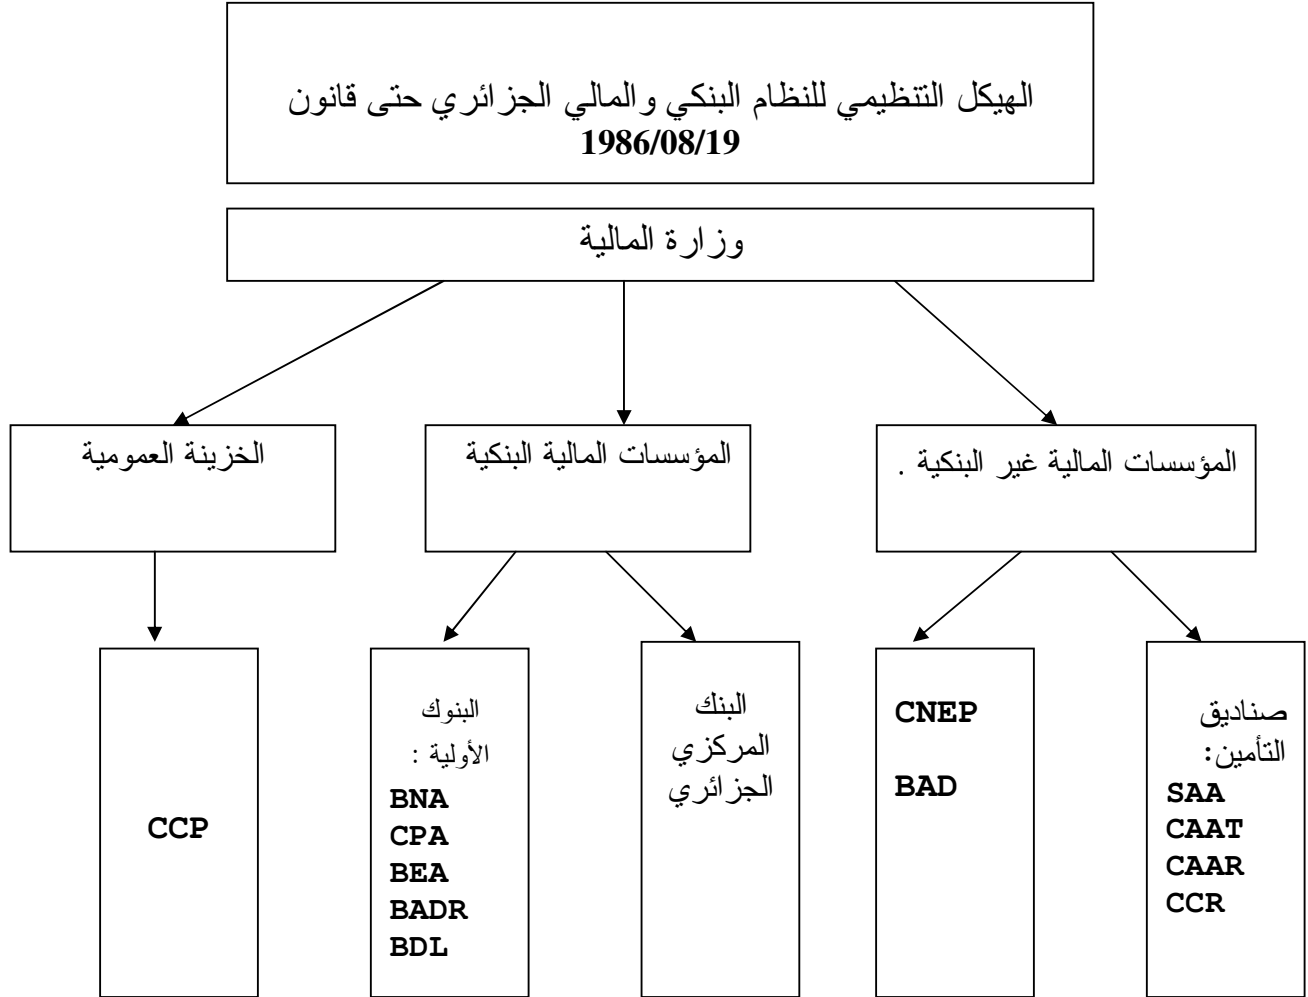 الهيكل التنظيمي للنظام البنكي والمالي الجزائري حتى قانون
1986/08/19
وزارة المالية
المؤسسات المالية غير البنكية .
المؤسسات المالية البنكية
الخزينة العمومية
صناديق
التأمين:
SAA
CAAT
CAAR
CCR
CNEP
BAD
البنك
المركزي
الجزائري
البنوك
الأولية :
BNA
CPA
BEA
BADR
BDL
CCP